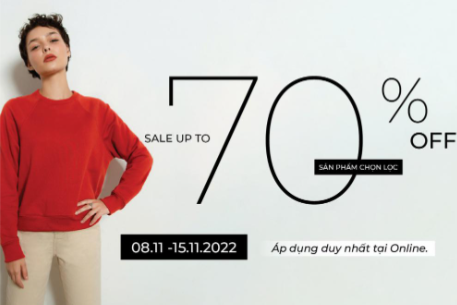 SALE UP TO
70%
OFF
SẢN PHẨM CHỌN LỌC
08.11 -15.11.2022
Áp dụng duy nhất tại Online.